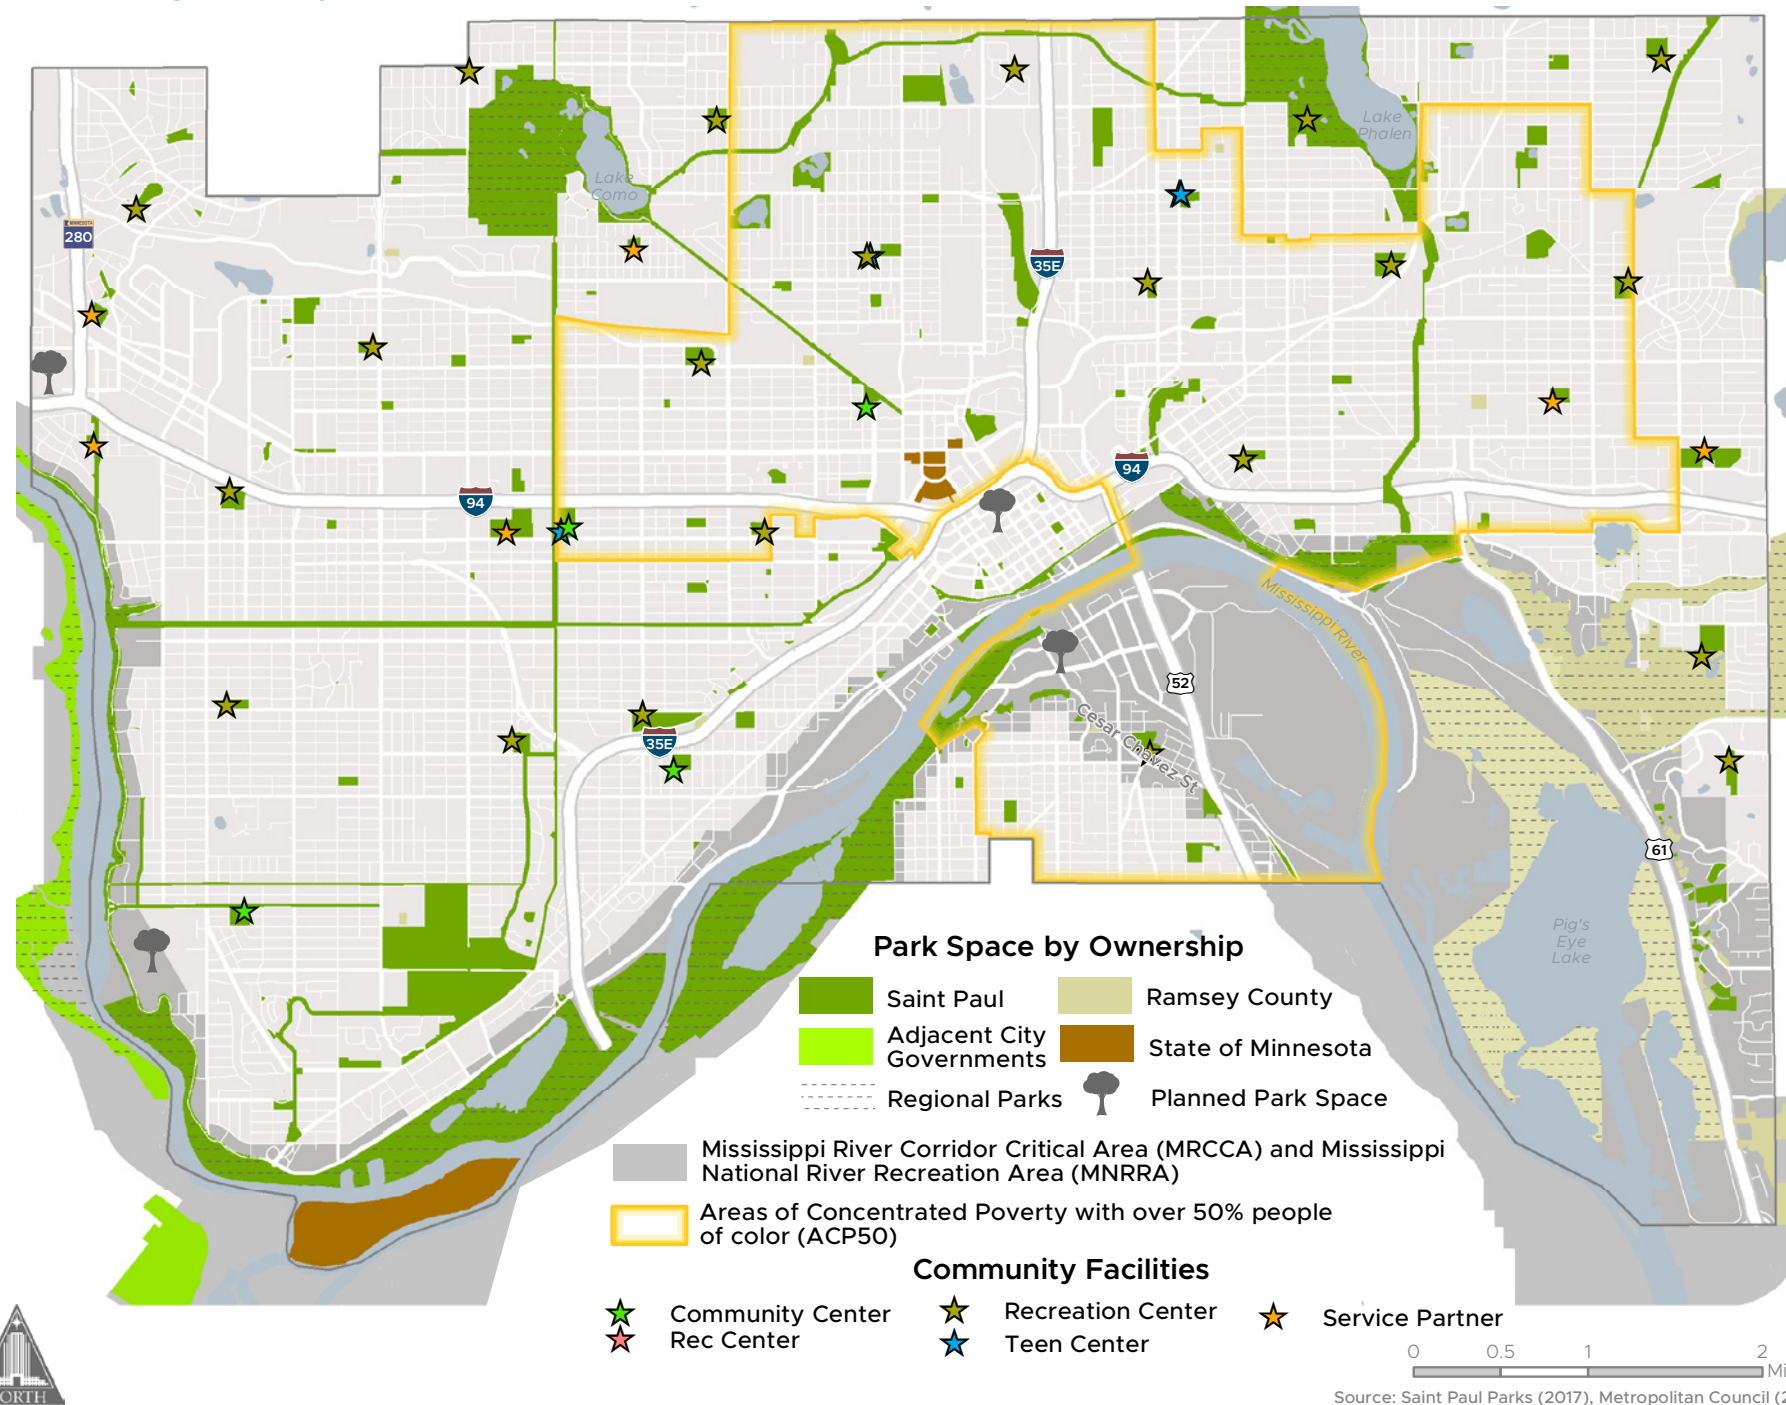 Lake
Phalen
Lake
Como
MINNESOTA
280
35E
94
94
Mississippi River
52
Cesar Chavez St
35E
61
Pig's
Eye
Lake
Park Space by Ownership
Saint Paul
Ramsey County
Adjacent City
Governments
State of Minnesota
Regional Parks
Planned Park Space
Mississippi River Corridor Critical Area (MRCCA) and Mississippi
National River Recreation Area (MNRRA)
Areas of Concentrated Poverty with over 50% people
of color (ACP50)
Community Facilities
Community Center
Recreation Center
Service Partner
Rec Center
Teen Center
0 0.5 1 2
Source: Saint Paul Parks (2017), Metropolitan Council